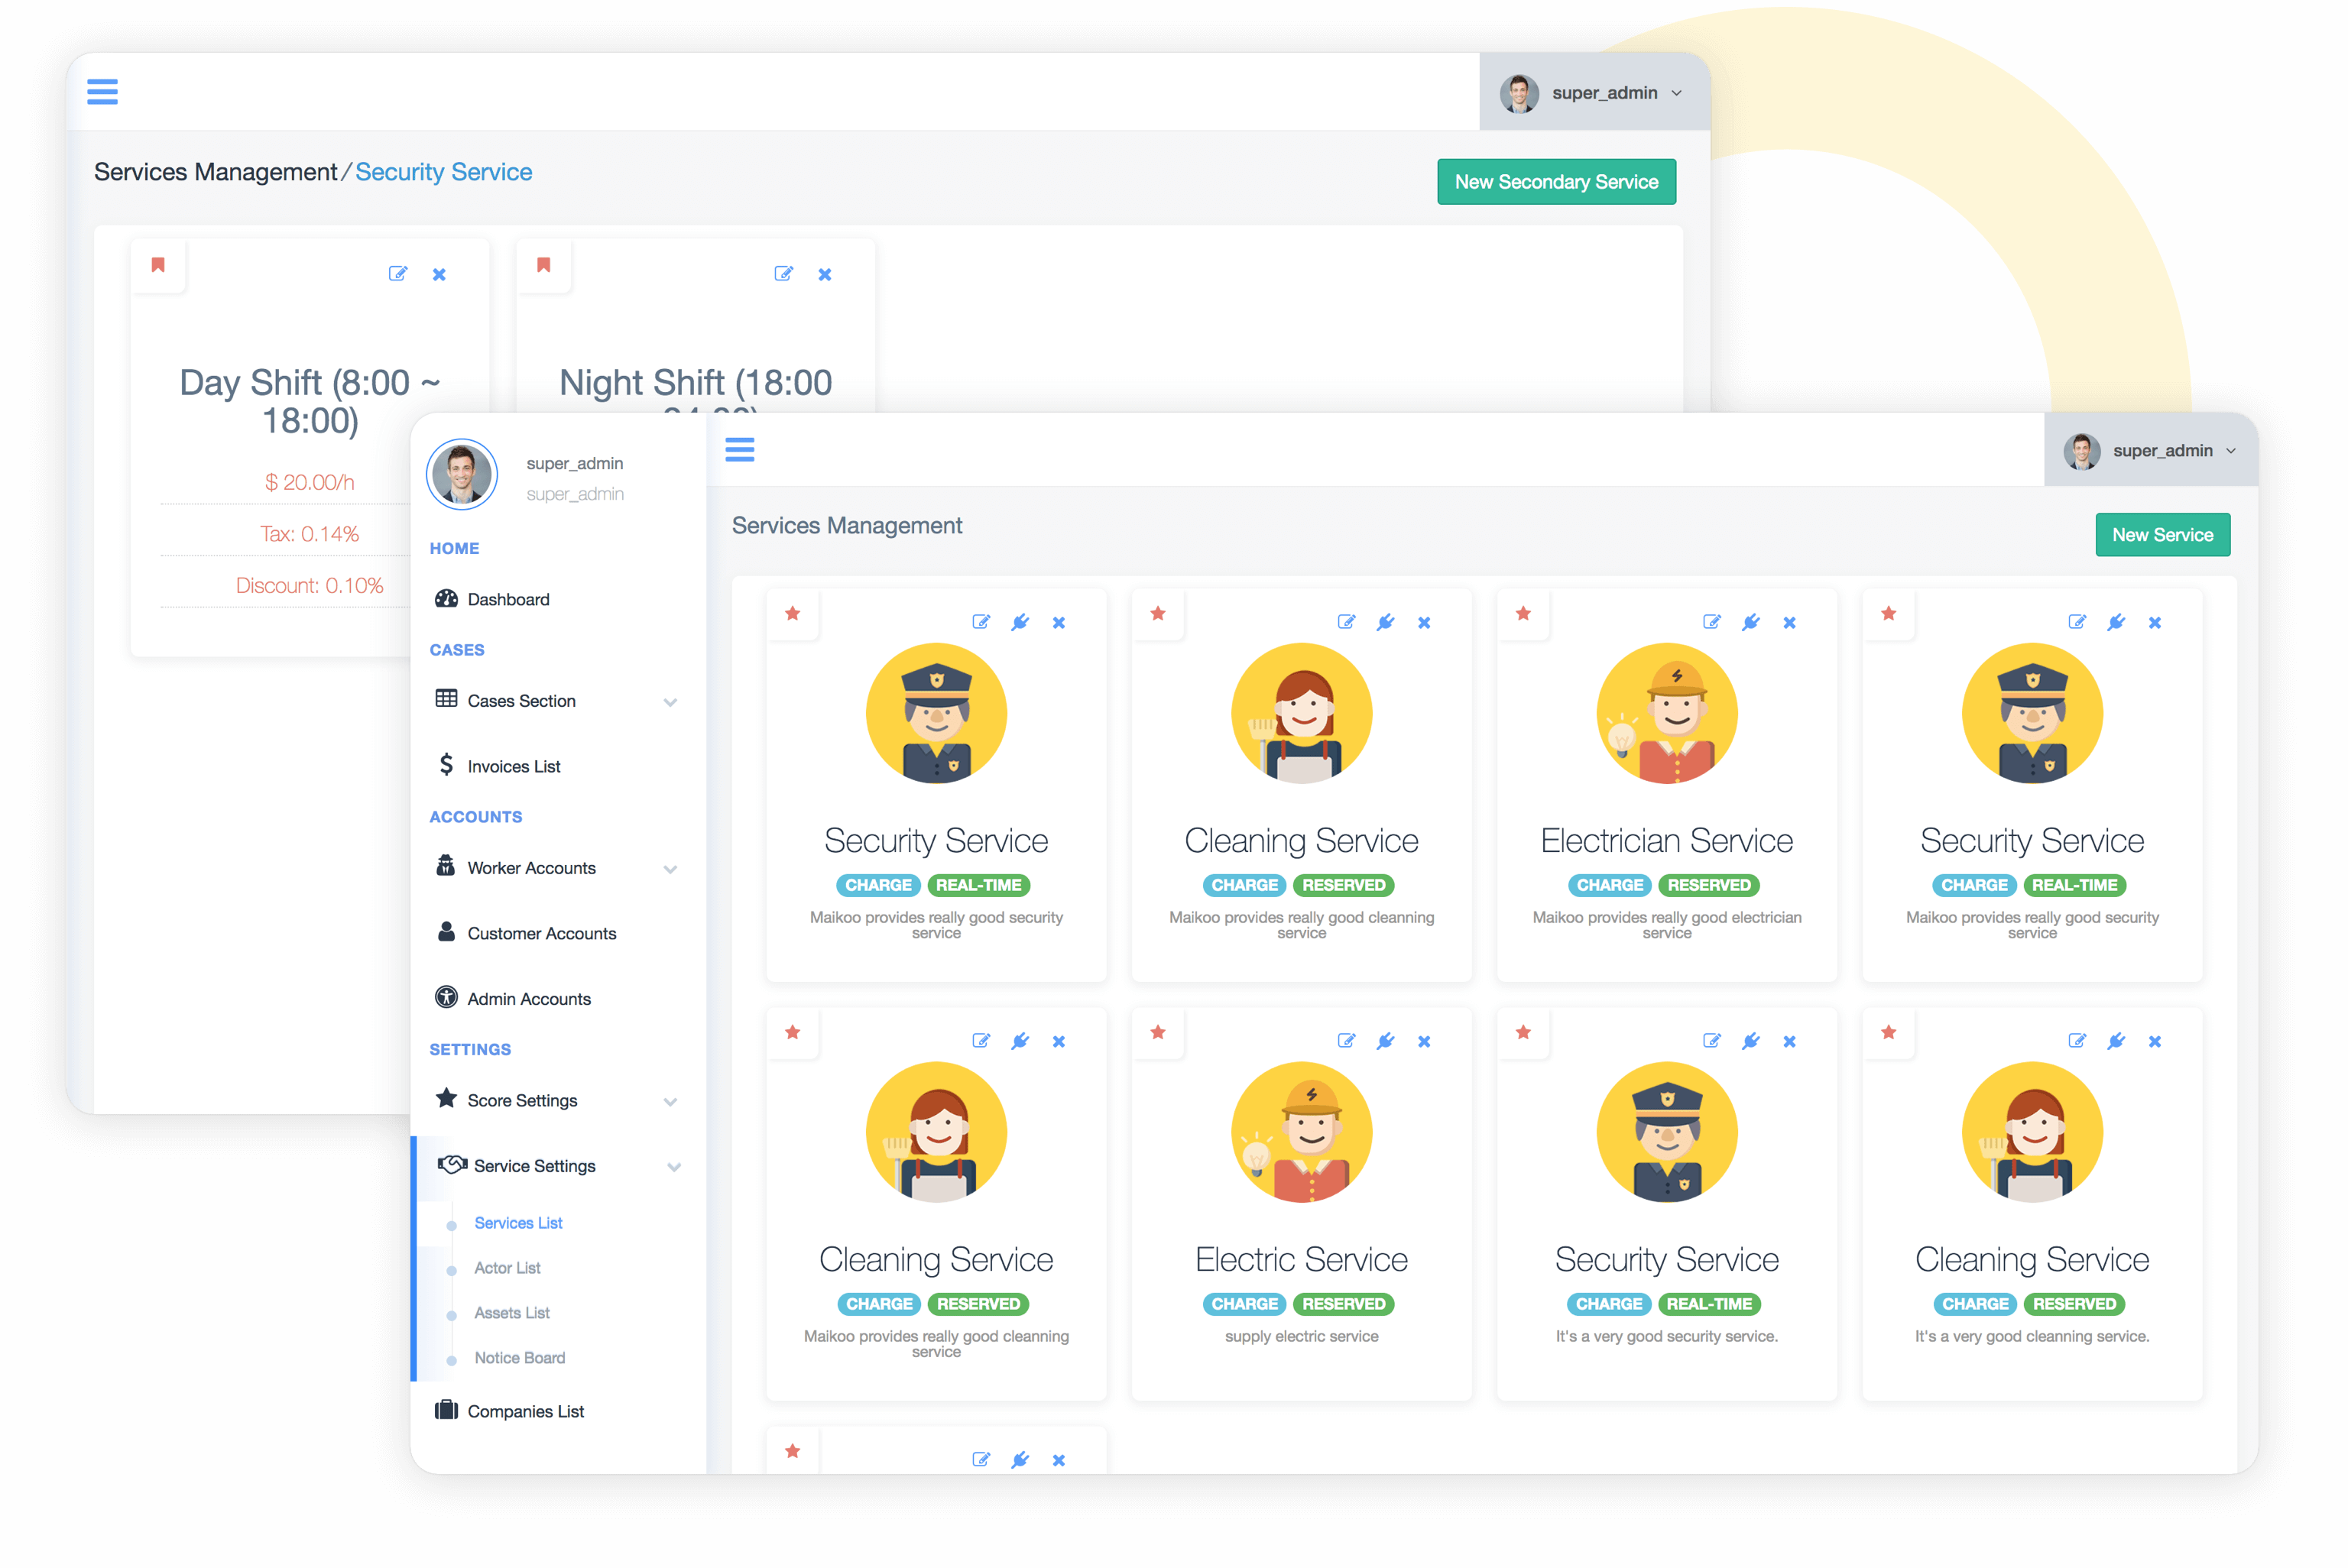 super_admin
Services Management/Security Service
New Secondary Service
Day Shift (8:00 ~
18:00)
$ 20.00/h
Tax: 0.14%
Discount: 0.10%
Night Shift (18:00
super_admin
super_admin
HOME
Dashboard
CASES
Cases Section
Invoices List
ACCOUNTS
Worker Accounts
Customer Accounts
Admin Accounts
SETTINGS
Score Settings
Service Settings
Services List
Actor List
Assets List
Notice Board
Companies List
super_admin
Services Management
New Service
Security Service
CHARGE REAL-TIME
Maikoo provides really good security
service
Cleaning Service
CHARGE RESERVED
Maikoo provides really good cleanning
service
Electrician Service
CHARGE RESERVED
Maikoo provides really good electrician
service
Security Service
CHARGE REAL-TIME
Maikoo provides really good security
service
Cleaning Service
CHARGE RESERVED
Maikoo provides really good cleanning
service
Electric Service
CHARGE RESERVED
supply electric service
Security Service
CHARGE REAL-TIME
It's a very good security service.
Cleaning Service
CHARGE RESERVED
It's a very good cleanning service.